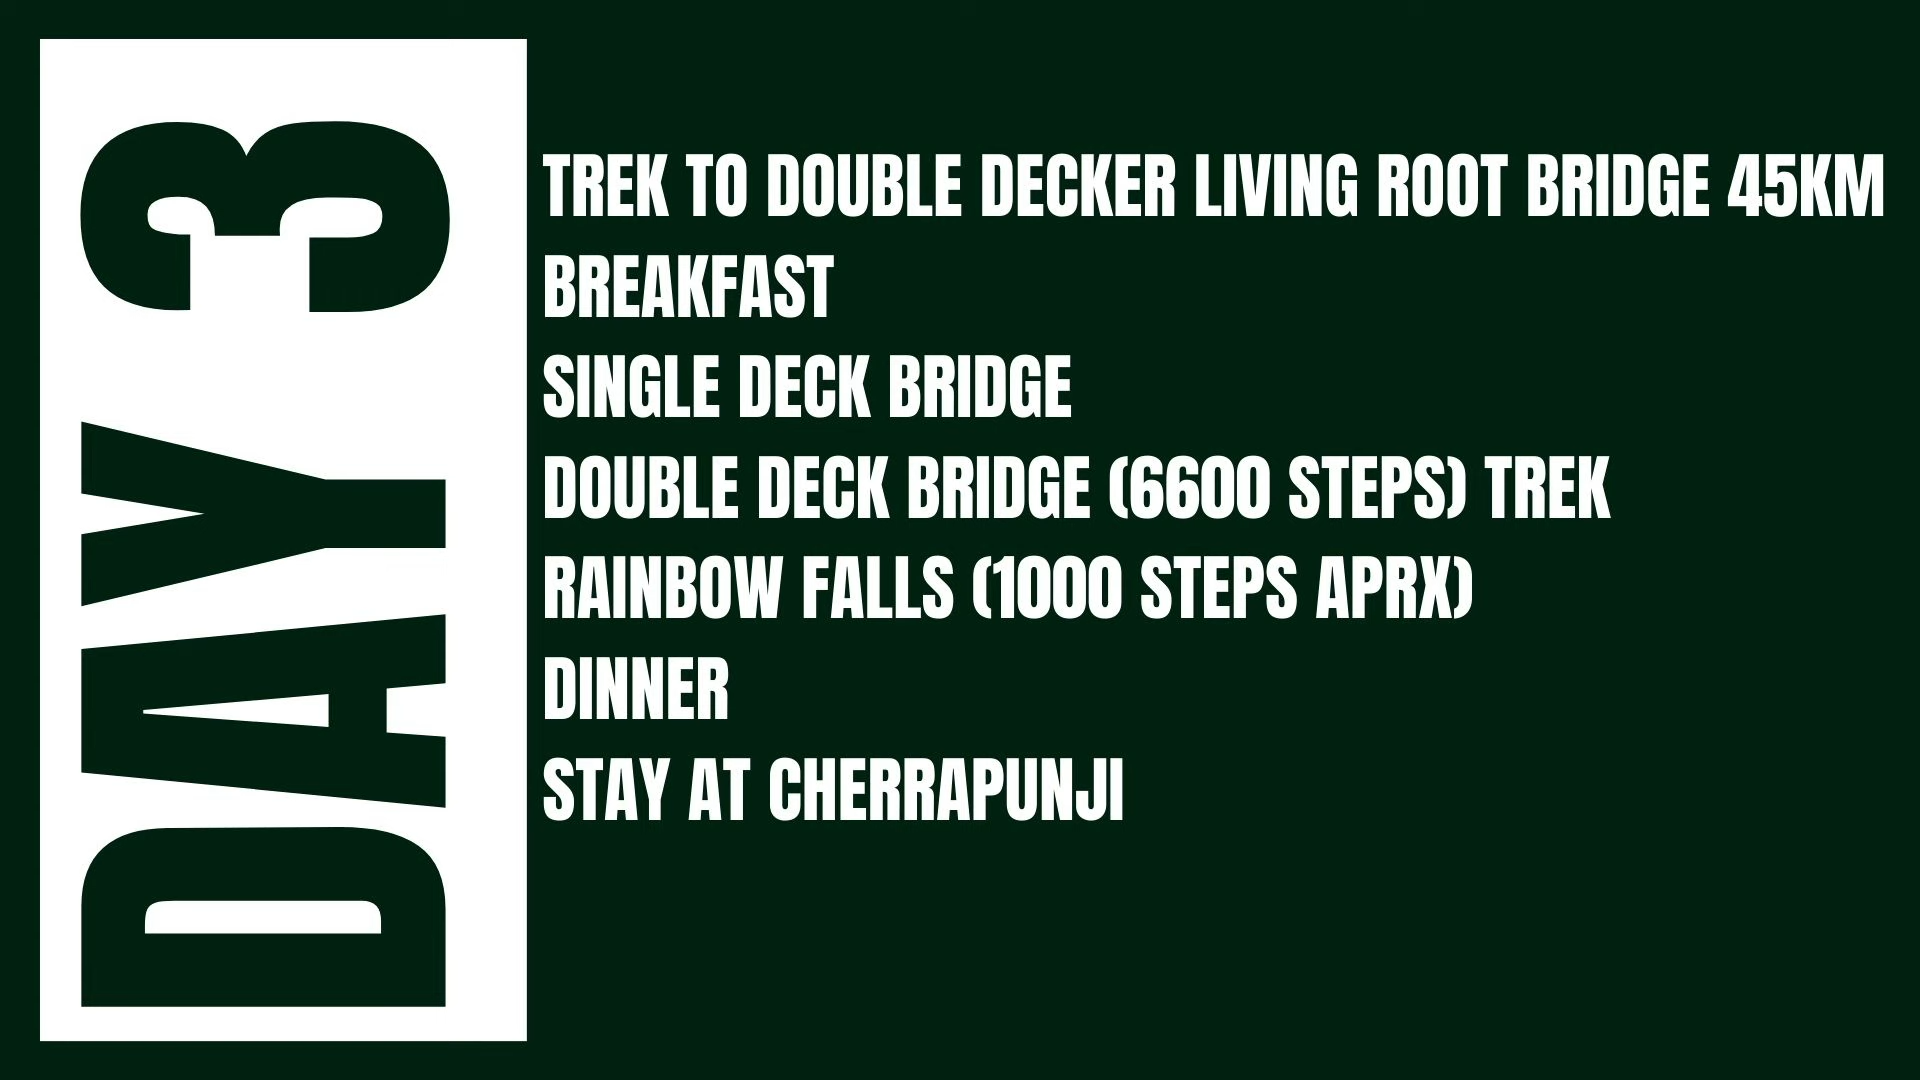 DAY 3
TREK TO DOUBLE DECKER LIVING ROOT BRIDGE 45KM
BREAKFAST
SINGLE DECK BRIDGE
DOUBLE DECK BRIDGE (6600 STEPS) TREK
RAINBOW FALLS (1000 STEPS APRX)
DINNER
STAY AT CHERRAPUNJI